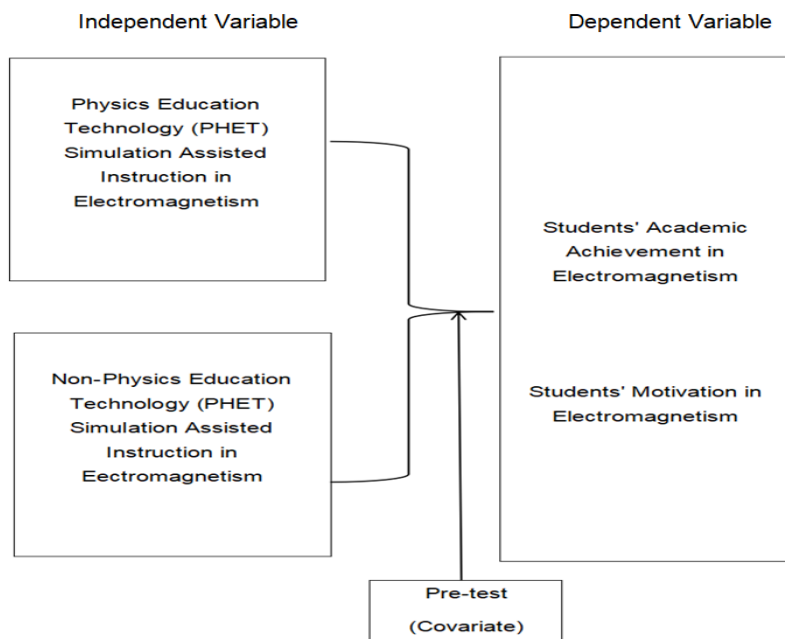 Independent Variable
Physics Education
Technology (PHET)
Simulation Assisted
Instruction in
Electromagnetism
Non-Physics Education
Technology (PHET)
Simulation Assisted
Instruction in
Eectromagnetism
Dependent Variable
Students' Academic
Achievement in
Electromagnetism
Students' Motivation in
Electromagnetism
Pre-test
(Covariate)